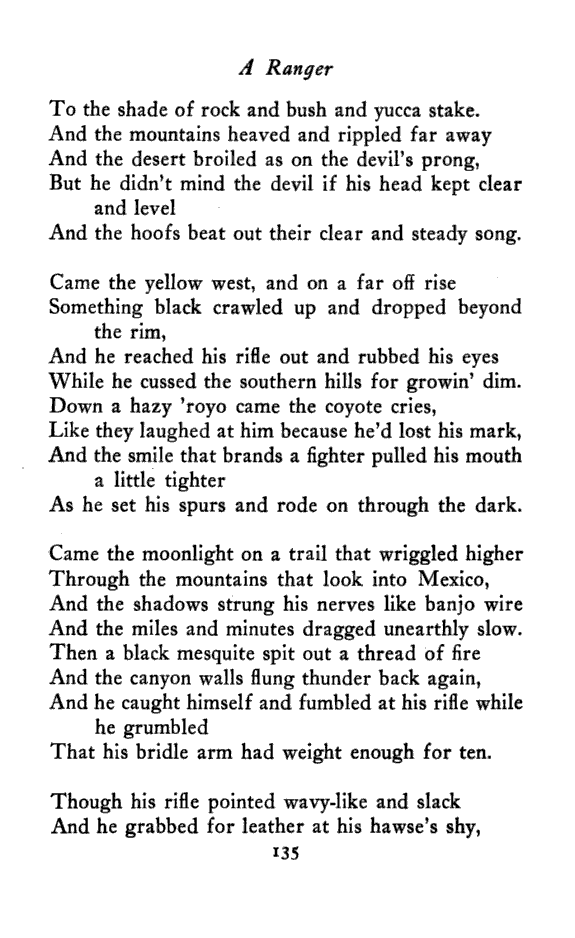 A Ranger
To the shade of rock and bush and yucca stake.
And the mountains heaved and rippled far away
And the desert broiled as on the devil's prong,
But he didn't mind the devil if his head kept clear
and level
And the hoofs beat out their clear and steady song.
Came the yellow west, and on a far off rise
Something black crawled up and dropped beyond
the rim,
And he reached his rifle out and rubbed his eyes
While he cussed the southern hills for growin' dim.
Down a hazy 'royo came the coyote cries,
Like they laughed at him because he'd lost his mark,
And the smile that brands a fighter pulled his mouth
a little tighter
As he set his spurs and rode on through the dark.
Came the moonlight on a trail that wriggled higher
Through the mountains that look into Mexico,
And the shadows strung his nerves like banjo wire
And the miles and minutes dragged unearthly slow.
Then a black mesquite spit out a thread of fire
And the canyon walls flung thunder back again,
And he caught himself and fumbled at his rifle while
he grumbled
That his bridle arm had weight enough for ten.
Though his rifle pointed wavy-like and slack
And he grabbed for leather at his hawse's shy,
135